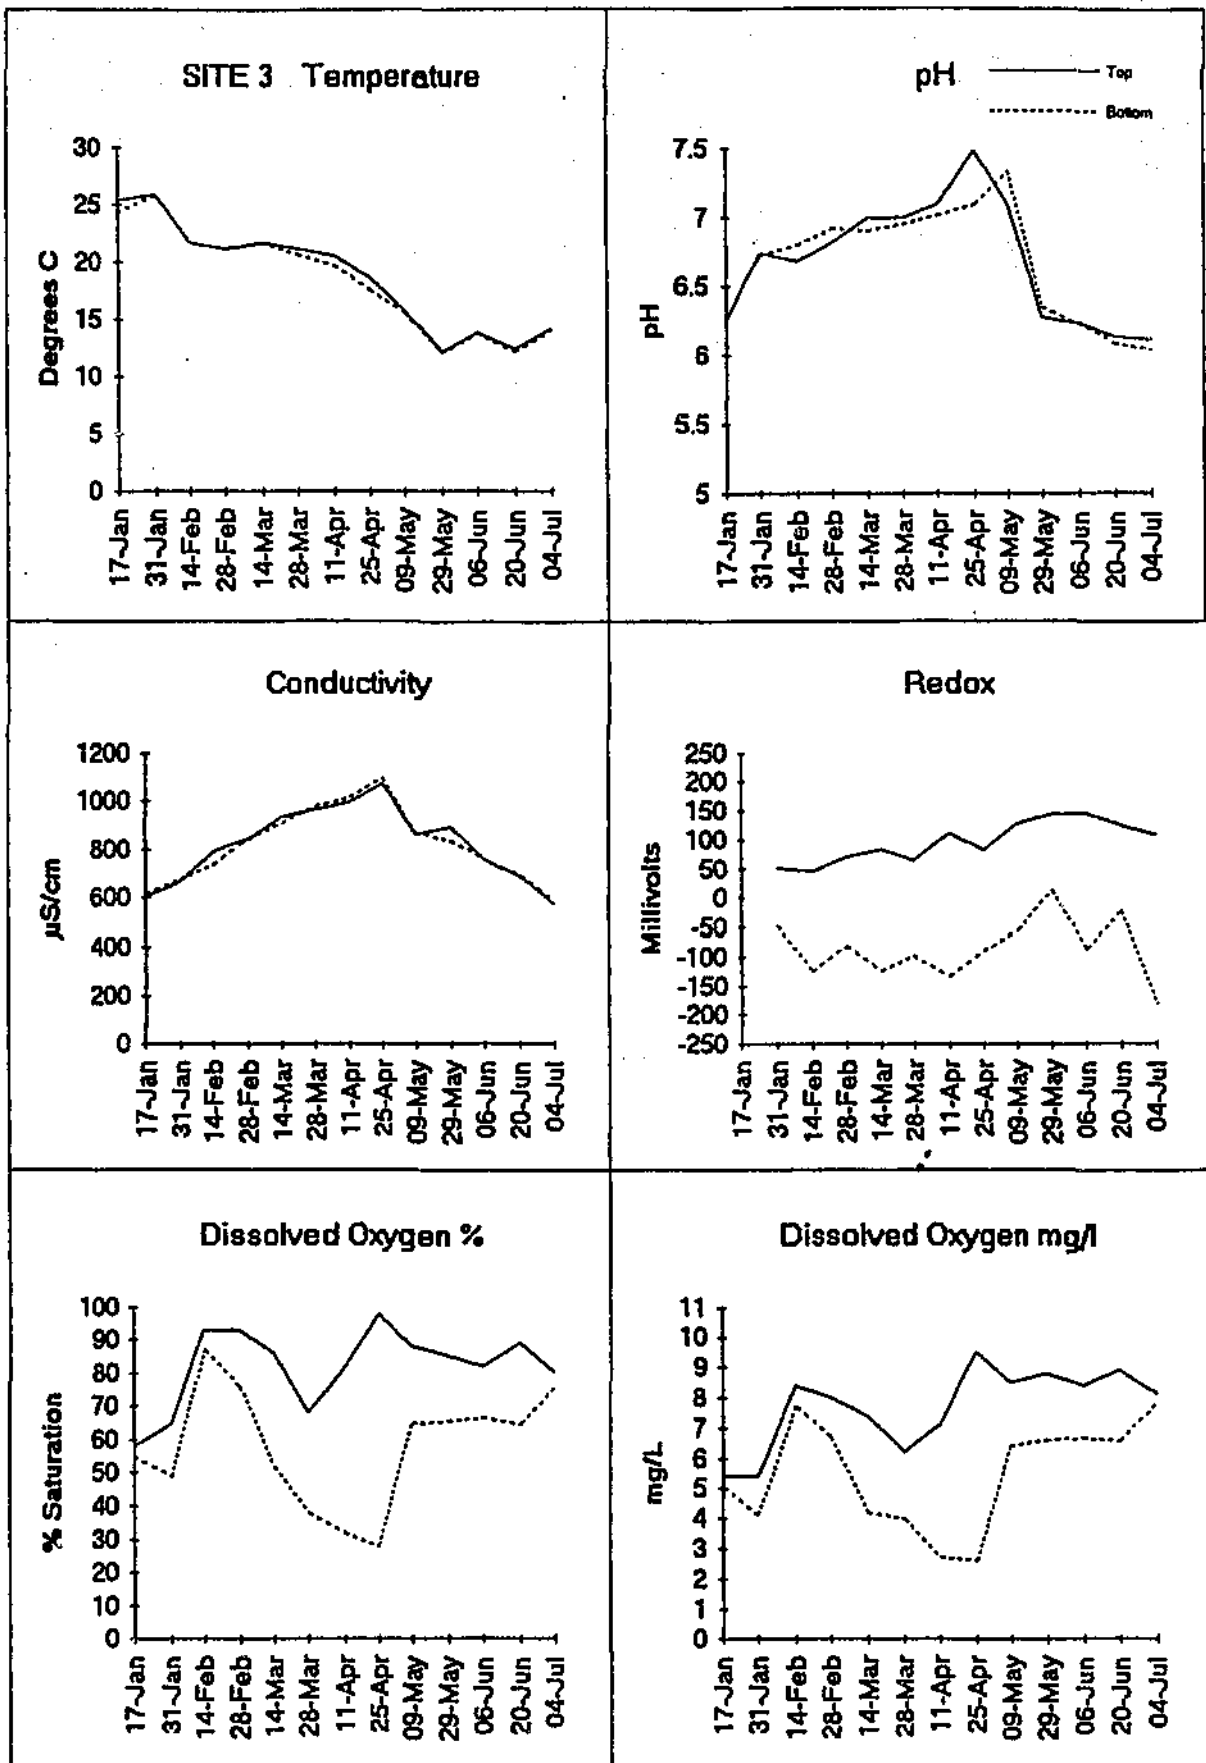 SITE 3 Temperature
Degrees C
30
25
20
15
10
5
0
17-Jan
31-Jan
14-Feb
28-Feb
14-Mar
28-Mar
11-Apr
25-Apr
09-May
29-May
06-Jun
20-Jun
04-Jul
pH
Top
Bottom
pH
7.5
7
6.5
6
5.5
5
17-Jan
31-Jan
14-Feb
28-Feb
14-Mar
28-Mar
11-Apr
25-Apr
09-May
29-May
06-Jun
20-Jun
04-Jul
Conductivity
µS/cm
1200
1000
800
600
400
200
0
17-Jan
31-Jan
14-Feb
28-Feb
14-Mar
28-Mar
11-Apr
25-Apr
09-May
29-May
06-Jun
20-Jun
04-Jul
Redox
Millivolts
250
200
150
100
50
0
-50
-100
-150
-200
-250
17-Jan
31-Jan
14-Feb
28-Feb
14-Mar
28-Mar
11-Apr
25-Apr
09-May
29-May
06-Jun
20-Jun
04-Jul
Dissolved Oxygen %
% Saturation
100
90
80
70
60
50
40
30
20
10
0
17-Jan
31-Jan
14-Feb
28-Feb
14-Mar
28-Mar
11-Apr
25-Apr
09-May
29-May
06-Jun
20-Jun
04-Jul
Dissolved Oxygen mg/l
mg/L
11
10
9
8
7
6
5
4
3
2
1
0
17-Jan
31-Jan
14-Feb
28-Feb
14-Mar
28-Mar
11-Apr
25-Apr
09-May
29-May
06-Jun
20-Jun
04-Jul